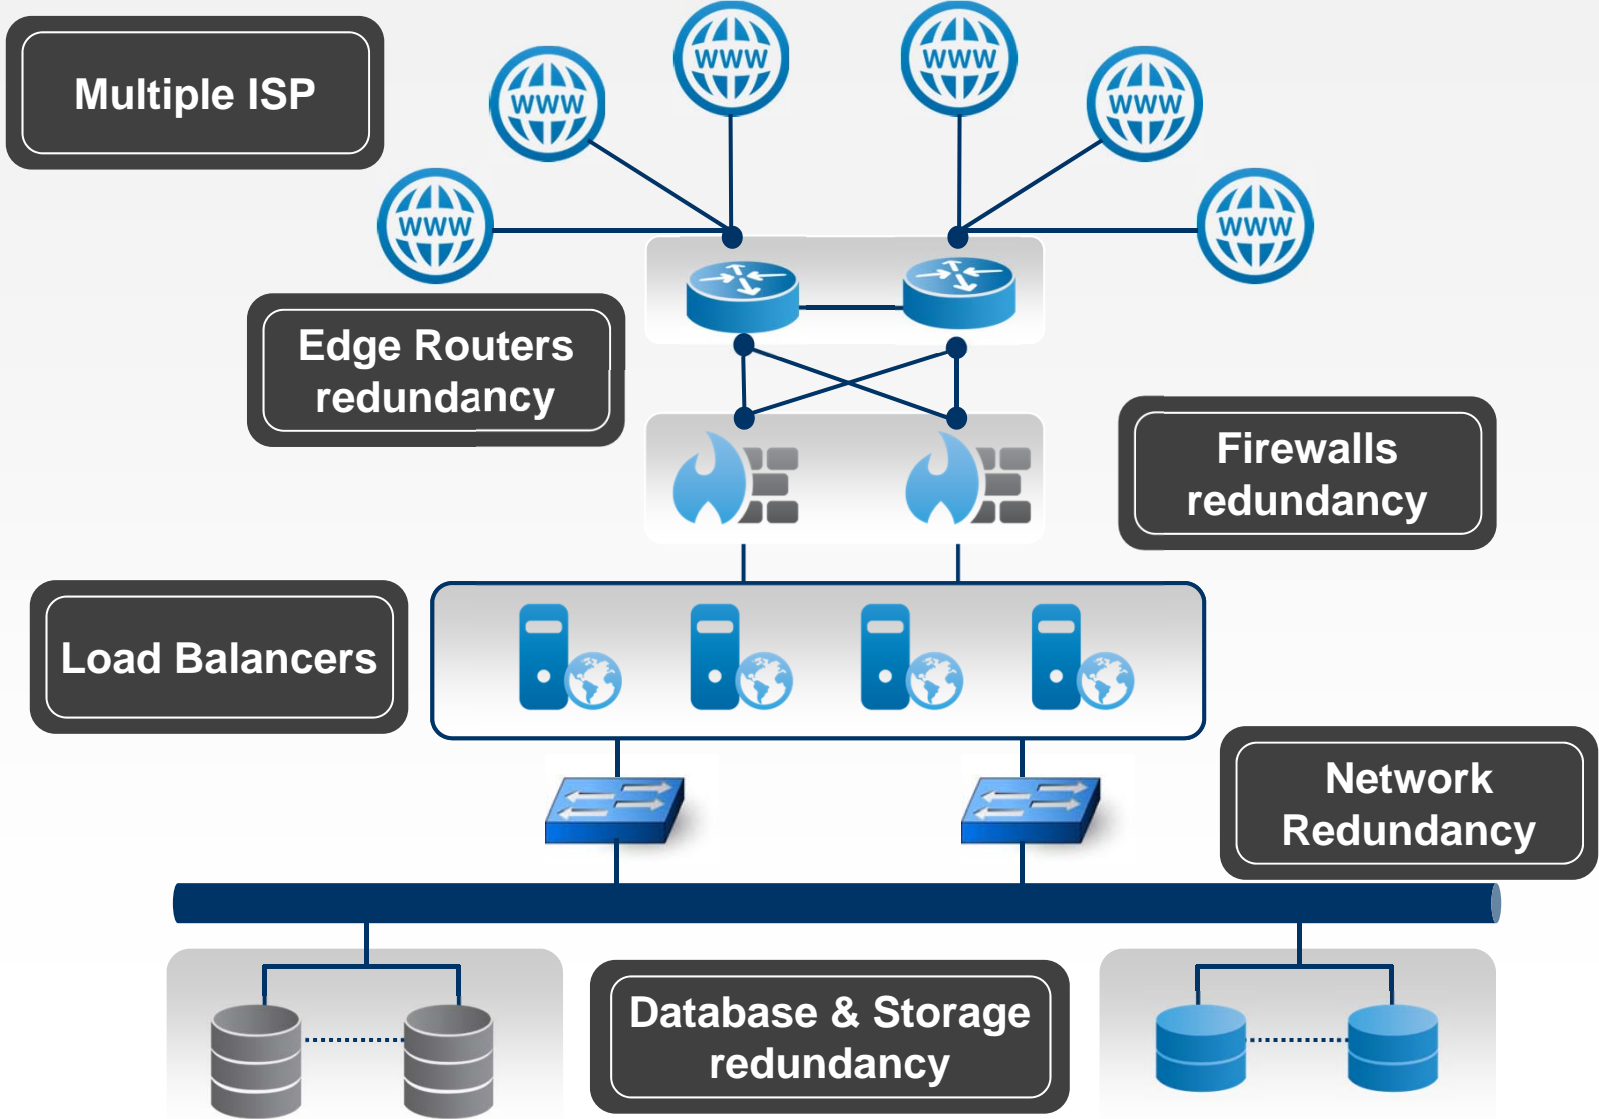 Multiple ISP
WWW
WWW
WWW
WWW
WWW
WWW
Edge Routers
redundancy
Firewalls
redundancy
Load Balancers
Network
Redundancy
Database & Storage
redundancy